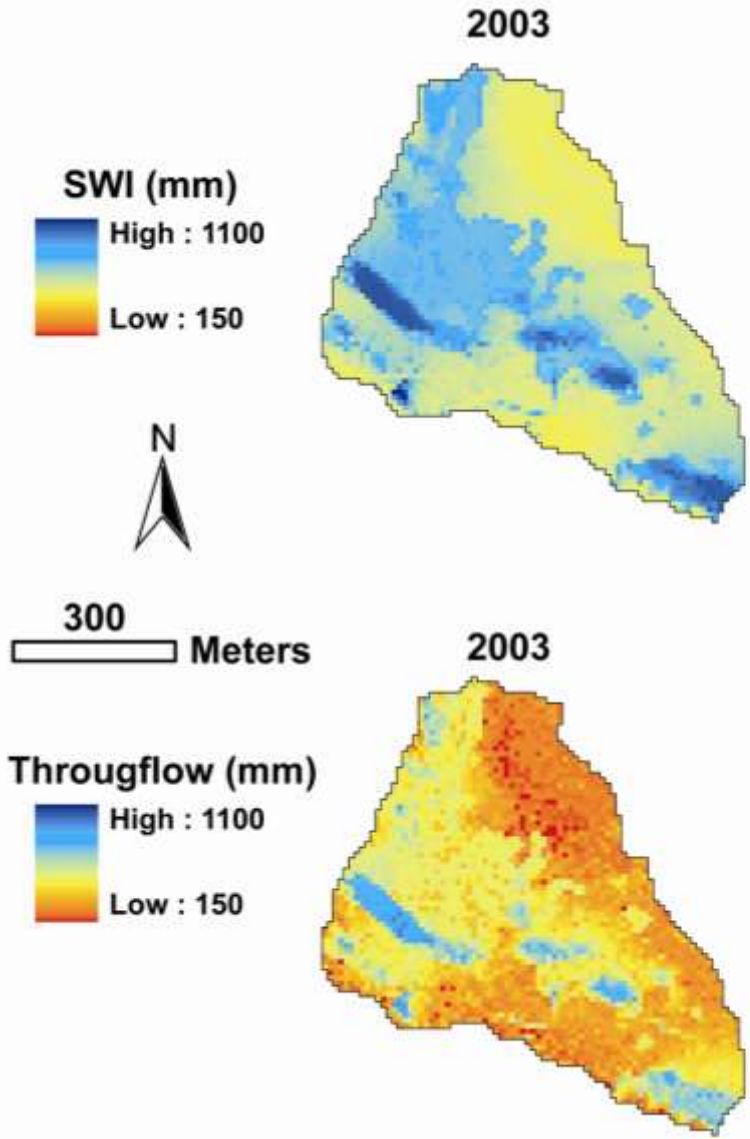 2003
SWI (mm)
High : 1100
Low : 150
N
300
Meters
2003
Througflow (mm)
High : 1100
Low : 150